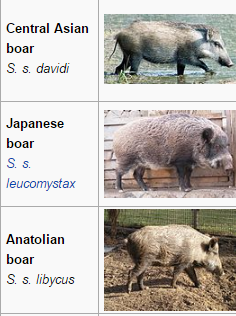 Central Asian
boar
S. s. davidi
Japanese
boar
S. s.
leucomystax
Anatolian
boar
S. s. libycus